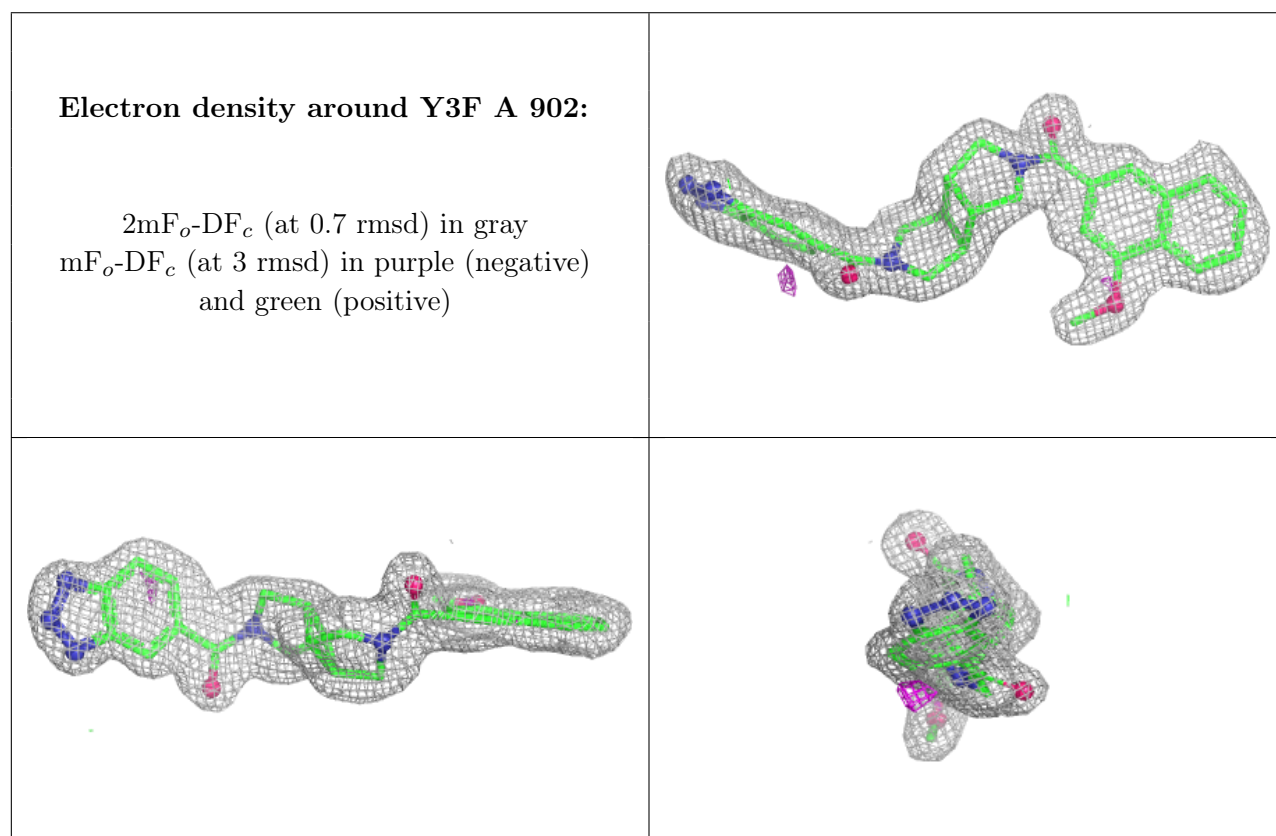 Electron density around Y3F A 902:
2mFo-DFc (at 0.7 rmsd) in gray
mFo-DFc (at 3 rmsd) in purple (negative)
and green (positive)